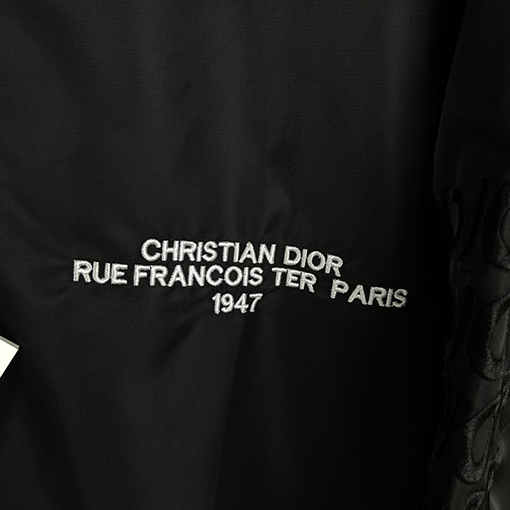 CHRISTIAN DIOR
RUE FRANCOIS TER PARIS
1947